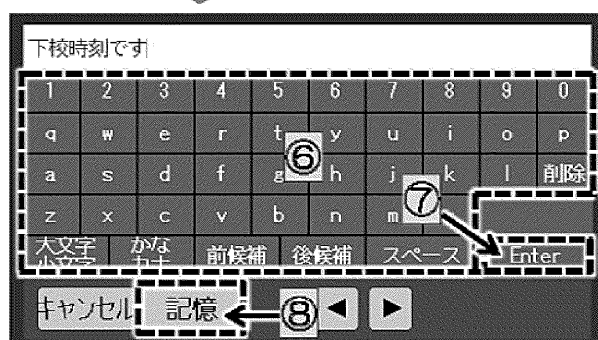 下校時刻です
1 2 3 4 5 6 7 8 9 0
q w e r t y u i o p
⑥
a s d f g h j k l 削除
⑦
z x c v b n m
大文字 小文字 かな カナ 前候補 後候補 スペース Enter
キャンセル 記憶 ⑧ ◀ ▶